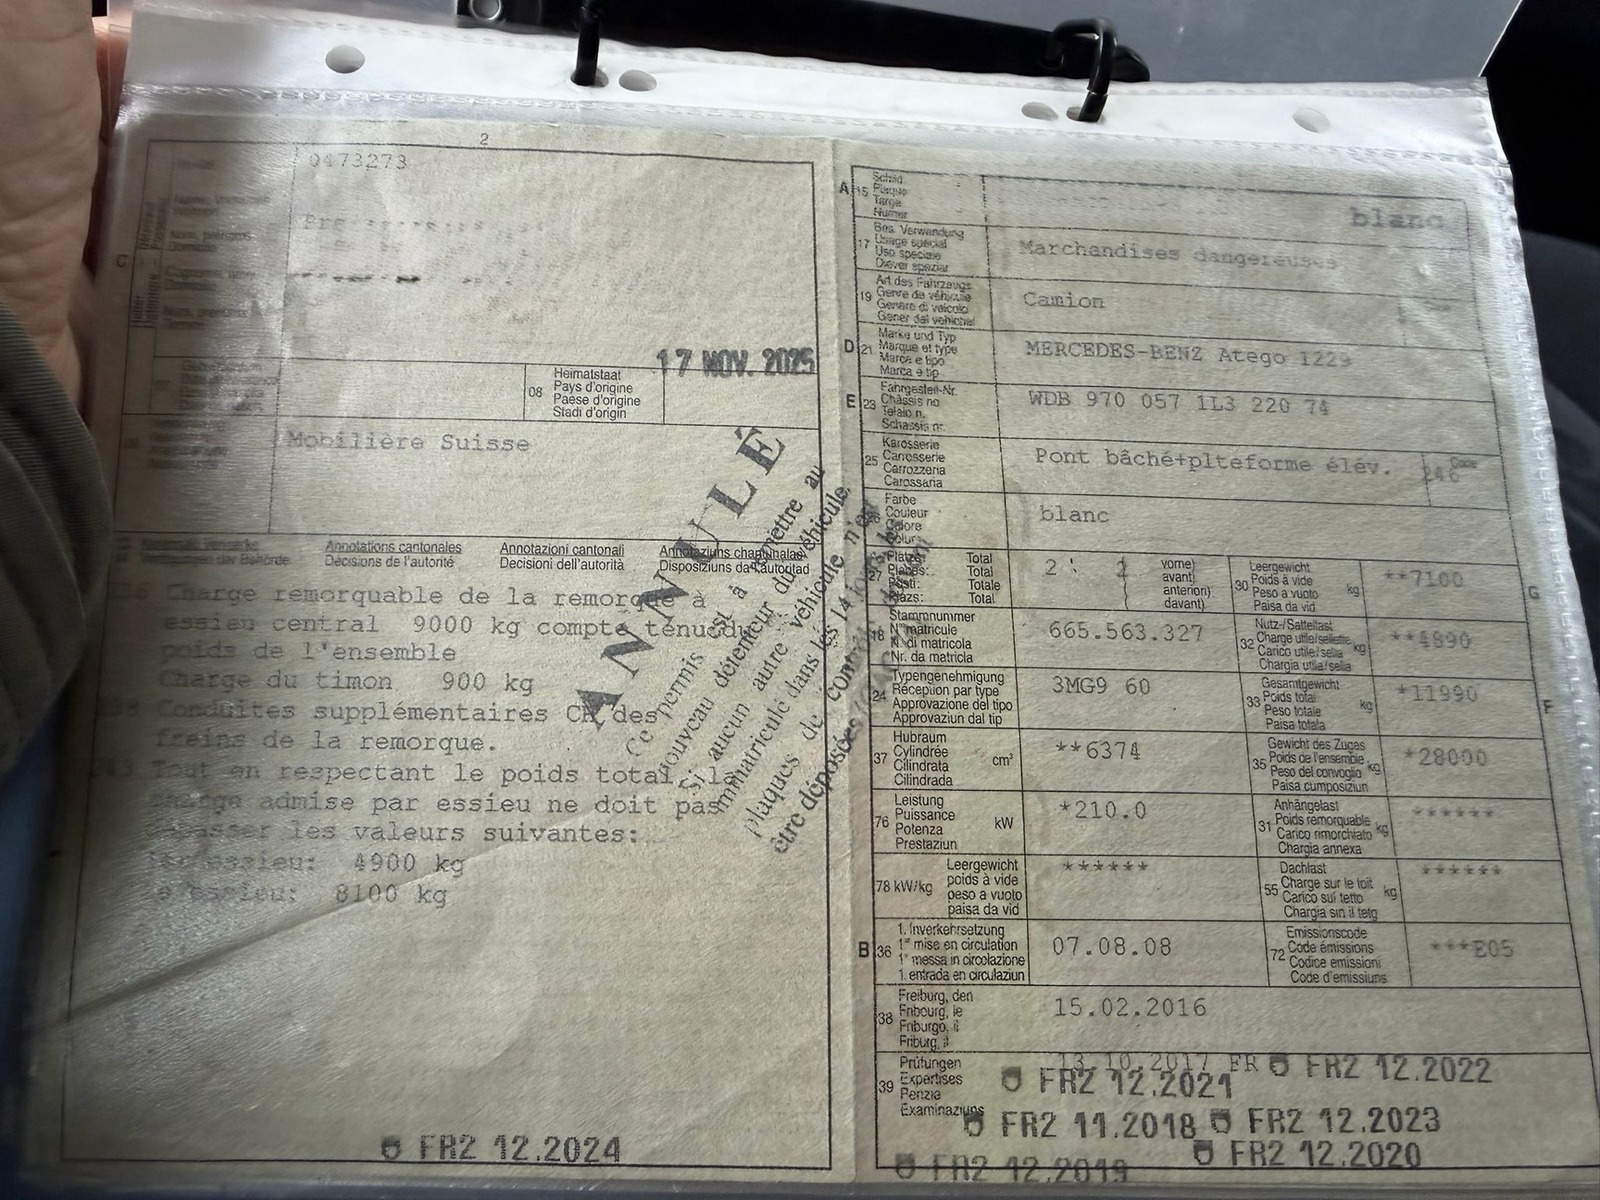 2
0473273
C
08
Heimatstaat
Pays d'origine
Paese d'origine
Stadi d'origin
17 NOV. 2025
Mobilière Suisse
Annotations cantonales
Décisions de l'autorité
Annotazioni cantonali
Decisioni dell'autorità
Annotaziuns chantunalas
Disposiziuns da l'autoritad
Charge remorquable de la remorque à
essieu central 9000 kg compte tenu du
poids de l'ensemble
Charge du timon 900 kg
Conduites supplémentaires CH des
freins de la remorque.
Tout en respectant le poids total, la
charge admise par essieu ne doit pas
dépasser les valeurs suivantes:
essieu: 4900 kg
e essieu: 8100 kg
ANNULÉ
Ce permis est à remettre au
nouveau détenteur du véhicule.
Si aucun autre véhicule n'est
immatriculé dans les 14 jours
plaques de
être déposées
FR2 12.2024
A
15
Schild
Plaque
Targa
Numer
blanc
17
Bes. Verwendung
Usage spécial
Uso speciale
Diever spezial
Marchandises dangereuses
19
Art des Fahrzeugs
Genre de véhicule
Genere di veicolo
Gener dal vehichel
Camion
D
21
Marke und Typ
Marque et type
Marca e tipo
Marca e tip
MERCEDES-BENZ Atego 1229
E
23
Fahrgestell-Nr.
Châssis no
Telaio n.
Schassis nr.
WDB 970 057 1L3 220 74
25
Karosserie
Carrosserie
Carrozzeria
Carossaria
Pont bâché+plteforme élév.
Code
246
Farbe
Couleur
Colore
Colur
blanc
27
Plätze: Total
Places: Total
Posti: Totale
Plazs: Total
2
2
vorne)
avant)
anteriori)
davant)
30
Leergewicht
Poids à vide
Peso a vuoto
Paisa da vid
kg
**7100
G
18
Stammnummer
N° matricule
N. di matricola
Nr. da matricla
665.563.327
32
Nutz-/Sattellast
Charge utile/sellette
Carico utile/sella
Chargia utila/sella
kg
**4890
24
Typengenehmigung
Réception par type
Approvazione del tipo
Approvaziun dal tip
3MG9 60
33
Gesamtgewicht
Poids total
Peso totale
Paisa totala
kg
*11990
F
37
Hubraum
Cylindrée
Cilindrata
Cilindrada
cm³
**6374
35
Gewicht des Zuges
Poids de l'ensemble
Peso del convoglio
Paisa cumposiziun
kg
*28000
76
Leistung
Puissance
Potenza
Prestaziun
kW
*210.0
31
Anhängelast
Poids remorquable
Carico rimorchiato
Chargia annexa
kg
******
78 kW/kg
Leergewicht
poids à vide
peso a vuoto
paisa da vid
******
55
Dachlast
Charge sur le toit
Carico sul tetto
Chargia sin il tetg
kg
******
B
36
1. Inverkehrsetzung
1re mise en circulation
1a messa in circolazione
1. entrada en circulaziun
07.08.08
72
Emissionscode
Code émissions
Codice emissioni
Code d'emissiuns
***E05
38
Freiburg, den
Fribourg, le
Friburgo, il
Friburg, il
15.02.2016
39
Prüfungen
Expertises
Perizie
Examinaziuns
13.10.2017 FR
FR2 12.2022
FR2 12.2021
FR2 11.2018
FR2 12.2023
FR2 12.2020
FR2 12.2019